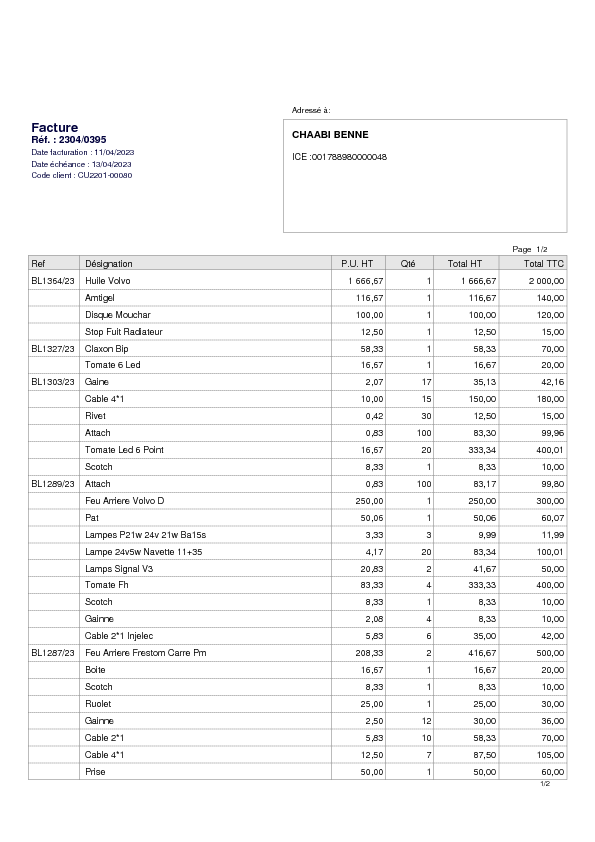 Adressé à:
Facture
Réf. : 2304/0395
Date facturation : 11/04/2023
Date échéance : 13/04/2023
Code client : CU2201-00080
CHAABI BENNE
ICE :001788980000048
Page 1/2
Ref Désignation P.U. HT Qté Total HT Total TTC
BL1364/23 Huile Volvo 1 666,67 1 1 666,67 2 000,00
Amtigel 116,67 1 116,67 140,00
Disque Mouchar 100,00 1 100,00 120,00
Stop Fuit Radiateur 12,50 1 12,50 15,00
BL1327/23 Claxon Bip 58,33 1 58,33 70,00
Tomate 6 Led 16,67 1 16,67 20,00
BL1303/23 Gaine 2,07 17 35,13 42,16
Cable 4*1 10,00 15 150,00 180,00
Rivet 0,42 30 12,50 15,00
Attach 0,83 100 83,30 99,96
Tomate Led 6 Point 16,67 20 333,34 400,01
Scotch 8,33 1 8,33 10,00
BL1289/23 Attach 0,83 100 83,17 99,80
Feu Arriere Volvo D 250,00 1 250,00 300,00
Pat 50,06 1 50,06 60,07
Lampes P21w 24v 21w Ba15s 3,33 3 9,99 11,99
Lampe 24v5w Navette 11+35 4,17 20 83,34 100,01
Lamps Signal V3 20,83 2 41,67 50,00
Tomate Fh 83,33 4 333,33 400,00
Scotch 8,33 1 8,33 10,00
Gainne 2,08 4 8,33 10,00
Cable 2*1 Injelec 5,83 6 35,00 42,00
BL1287/23 Feu Arriere Frestom Carre Pm 208,33 2 416,67 500,00
Boite 16,67 1 16,67 20,00
Scotch 8,33 1 8,33 10,00
Ruolet 25,00 1 25,00 30,00
Gainne 2,50 12 30,00 36,00
Cable 2*1 5,83 10 58,33 70,00
Cable 4*1 12,50 7 87,50 105,00
Prise 50,00 1 50,00 60,00
1/2